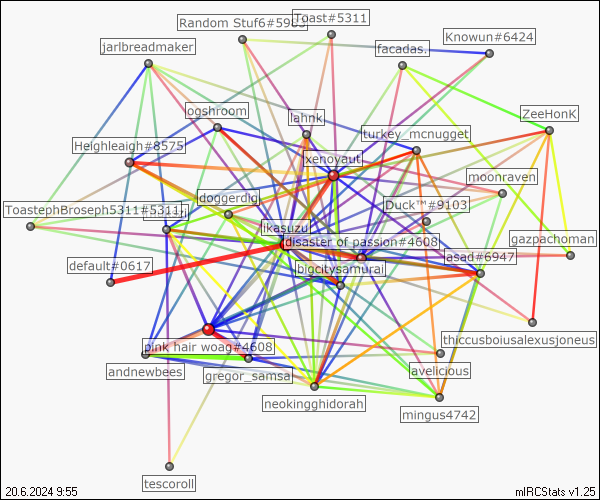 Random Stuf6#5985
Toast#5311
Knowun#6424
jarlbreadmaker
facadas.
ogshroom
lahnk
ZeeHonK
turkey_mcnugget
Heighleaigh#8575
xenoyaut
moonraven
doggerdig
Duck™#9103
ToastephBroseph5311#5311
ikasuzu
disaster of passion#4608
gazpachoman
default#0617
bigcitysamurai
asad#6947
pink hair woag#4608
thiccusboiusalexusjoneus
andnewbees
gregor_samsa
avelicious
neokingghidorah
mingus4742
tescoroll
20.6.2024 9:55
mIRCStats v1.25